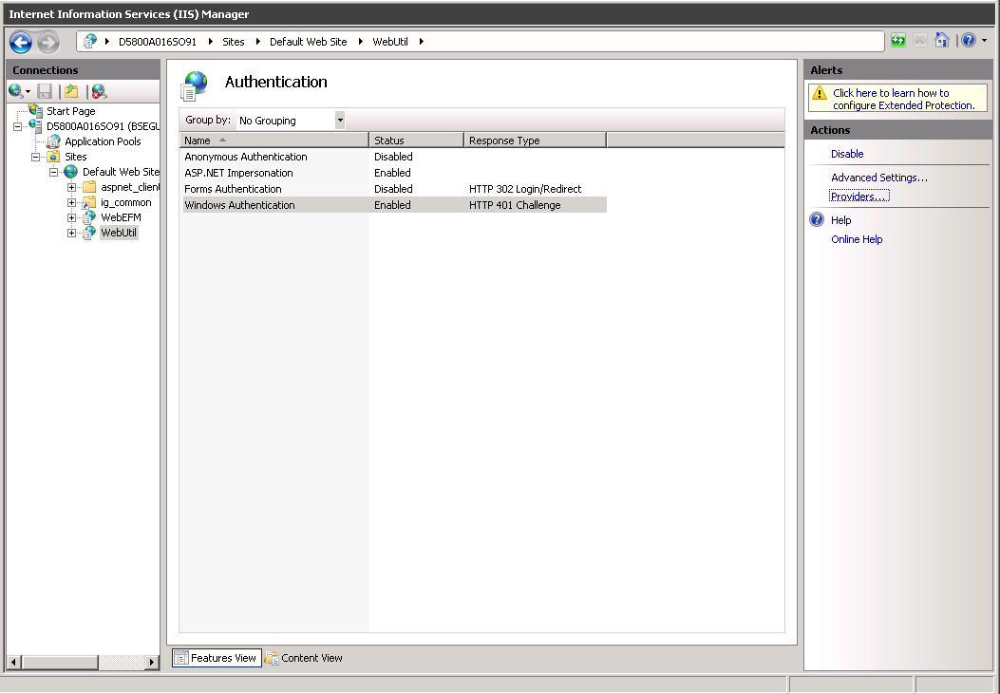 Internet Information Services (IIS) Manager
D5800A016SO91 Sites Default Web Site WebUtil
Connections
Start Page
D5800A016SO91 (BSEGU
Application Pools
Sites
Default Web Site
aspnet_client
ig_common
WebEFM
WebUtil
Authentication
Group by: No Grouping
Name Status Response Type
Anonymous Authentication Disabled
ASP.NET Impersonation Enabled
Forms Authentication Disabled HTTP 302 Login/Redirect
Windows Authentication Enabled HTTP 401 Challenge
Features View Content View
Alerts
Click here to learn how to
configure Extended Protection.
Actions
Disable
Advanced Settings...
Providers...
Help
Online Help